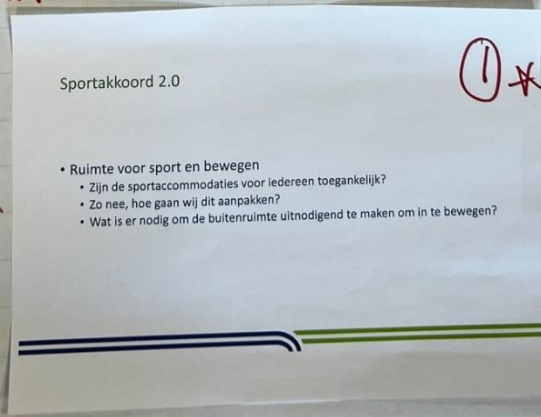 Sportakkoord 2.0
1
• Ruimte voor sport en bewegen
• Zijn de sportaccommodaties voor iedereen toegankelijk?
• Zo nee, hoe gaan wij dit aanpakken?
• Wat is er nodig om de buitenruimte uitnodigend te maken om in te bewegen?